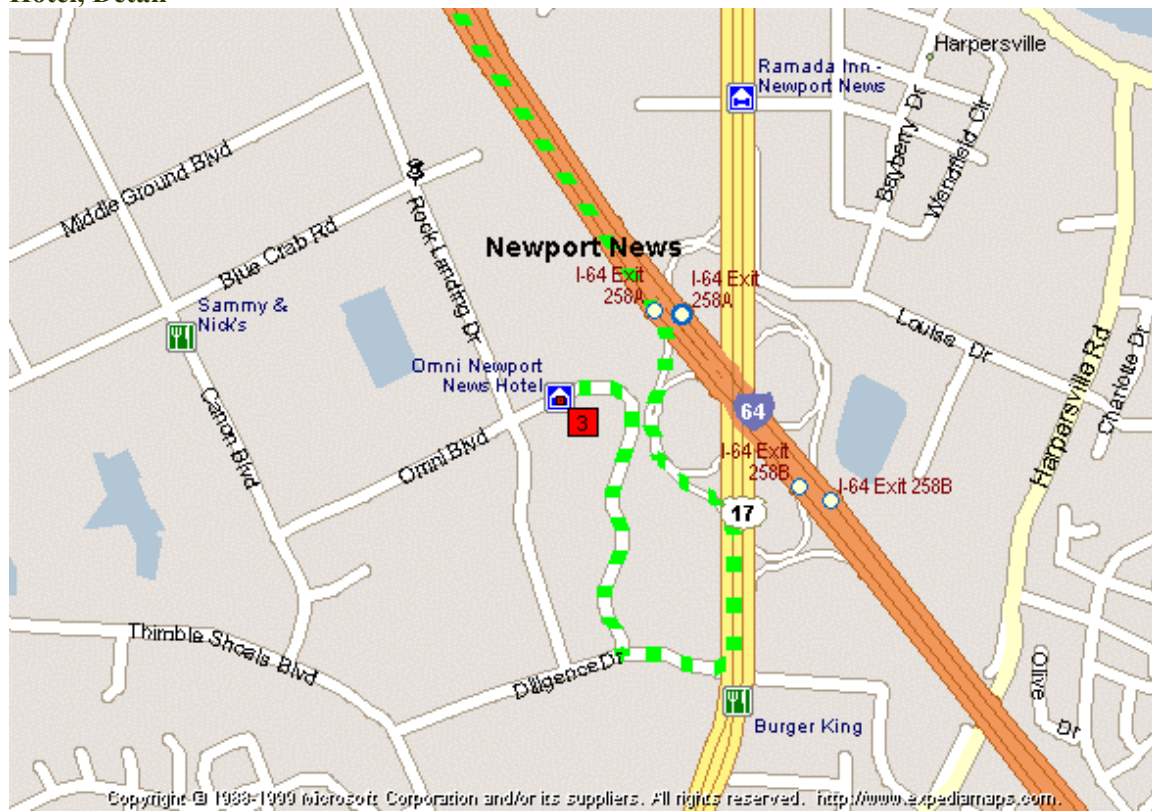 Hotel, Detail
Harpersville
Ramada Inn -
Newport News
Bayberry Dr
Wendfield Cir
Middle Ground Blvd
Blue Crab Rd
Rock Landing Dr
Newport News
I-64 Exit
258A
I-64 Exit
258A
Sammy &
Nick's
Louise Dr
Harpersville Rd
Charlotte Dr
Omni Newport
News Hotel
3
64
Canon Blvd
Omni Blvd
I-64 Exit
258B
I-64 Exit 258B
17
Thimble Shoals Blvd
Diligence Dr
Olive Dr
Burger King
Copyright © 1988-1999 Microsoft Corporation and/or its suppliers. All rights reserved. http://www.expediamaps.com.